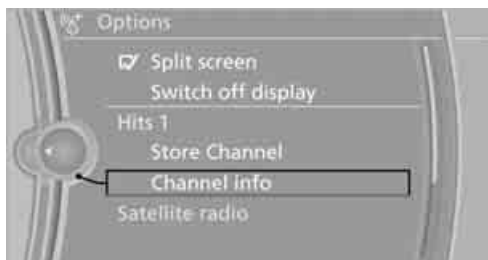 Options
Split screen
Switch off display
Hits 1
Store Channel
Channel info
Satellite radio